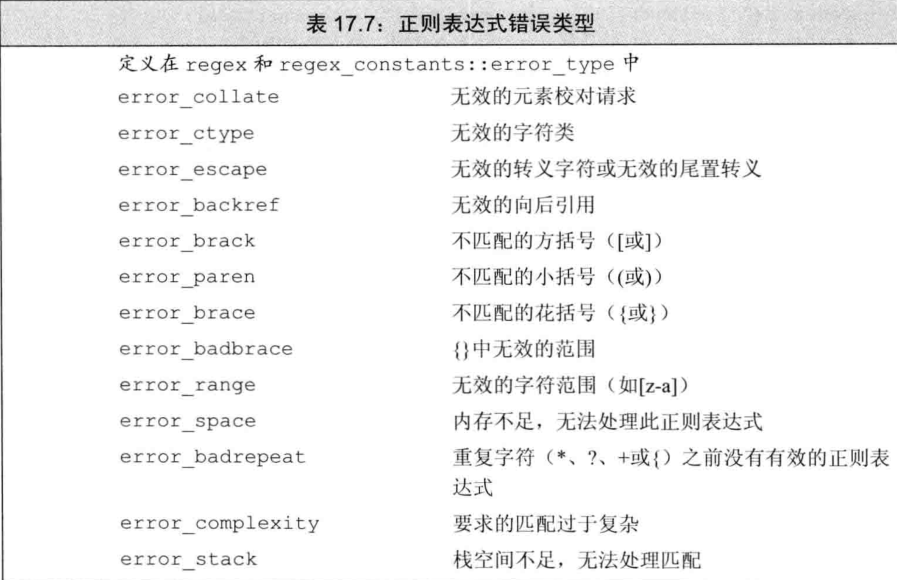 表 17.7：正则表达式错误类型
定义在 regex 和 regex_constants::error_type 中
error_collate 无效的元素校对请求
error_ctype 无效的字符类
error_escape 无效的转义字符或无效的尾置转义
error_backref 无效的向后引用
error_brack 不匹配的方括号（[或]）
error_paren 不匹配的小括号（(或)）
error_brace 不匹配的花括号（{或}）
error_badbrace {}中无效的范围
error_range 无效的字符范围（如[z-a]）
error_space 内存不足，无法处理此正则表达式
error_badrepeat 重复字符（*、?、+或{）之前没有有效的正则表
达式
error_complexity 要求的匹配过于复杂
error_stack 栈空间不足，无法处理匹配